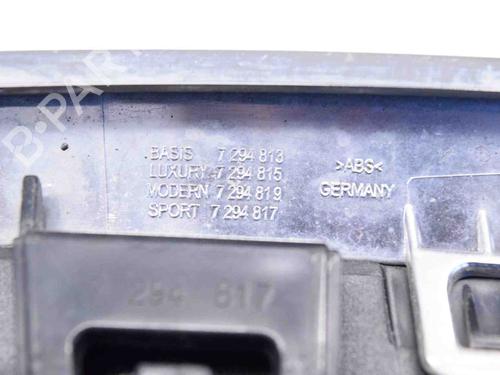 B-PARTS
BASIS 7 294 813
LUXURY 7 294 815
MODERN 7 294 819
SPORT 7 294 817
>ABS<
GERMANY
294 817